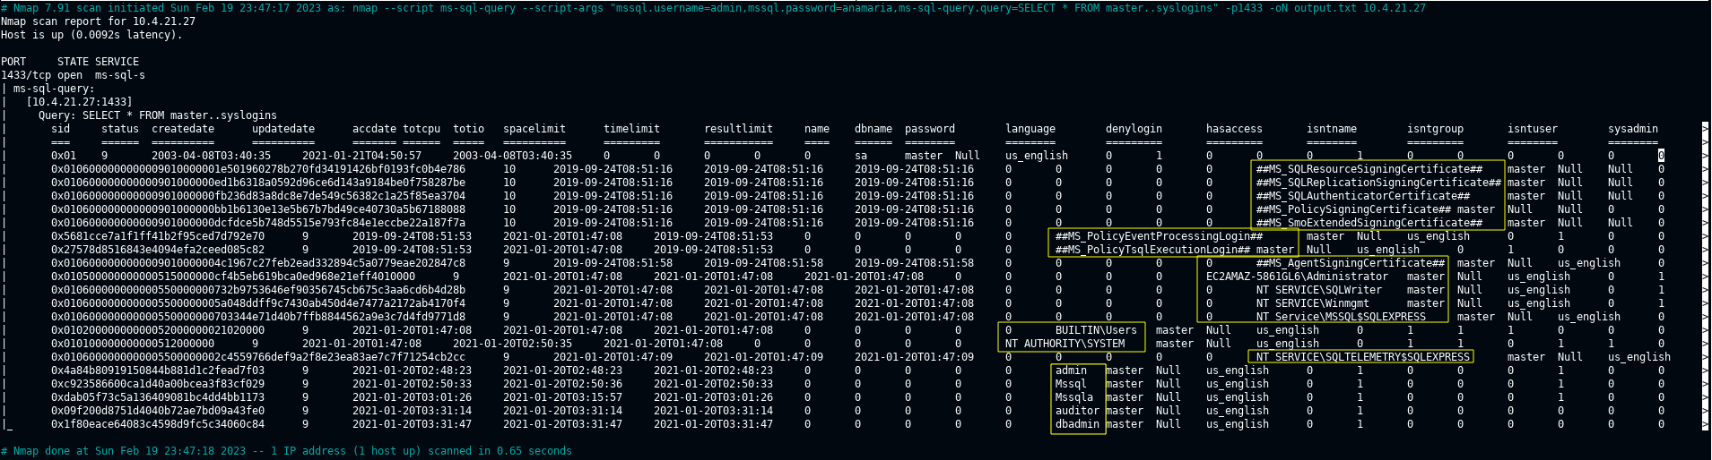 # Nmap 7.91 scan initiated Sun Feb 19 23:47:17 2023 as: nmap --script ms-sql-query --script-args "mssql.username=admin,mssql.password=anamaria,ms-sql-query.query=SELECT * FROM master..syslogins" -p1433 -oN output.txt 10.4.21.27
Nmap scan report for 10.4.21.27
Host is up (0.0092s latency).
PORT     STATE SERVICE
1433/tcp open  ms-sql-s
| ms-sql-query:
|   [10.4.21.27:1433]
|     Query: SELECT * FROM master..syslogins
|       sid     status  createdate      updatedate      accdate totcpu  totio   spacelimit      timelimit       resultlimit     name    dbname  password        language        denylogin       hasaccess       isntname        isntgroup       isntuser        sysadmin       >
|       ===     ======  ==========      ==========      ======= ======  =====   ==========      =========       ===========     ====    ======  ========        ========        =========       =========       ========        =========       ========        ========       >
|       0x01    9       2003-04-08T03:40:35     2021-01-21T04:50:57     2003-04-08T03:40:35     0       0       0       0       0       sa      master  Null    us_english      0       1       0       0       0       1       0       0       0       0       0       0       >
|       0x0106000000000009010000001e501960278b270fd34191426bf0193fc0b4e786      10      2019-09-24T08:51:16     2019-09-24T08:51:16     2019-09-24T08:51:16     0       0       0       0       0       ##MS_SQLResourceSigningCertificate##    master  Null    Null    0       >
|       0x010600000000000901000000ed1b6318a0592d96ce6d143a9184be0f758287be      10      2019-09-24T08:51:16     2019-09-24T08:51:16     2019-09-24T08:51:16     0       0       0       0       0       ##MS_SQLReplicationSigningCertificate## master  Null    Null    0       >
|       0x010600000000000901000000fb236d83a8dc8e7de549c56382c1a25f85ea3704      10      2019-09-24T08:51:16     2019-09-24T08:51:16     2019-09-24T08:51:16     0       0       0       0       0       ##MS_SQLAuthenticatorCertificate##      master  Null    Null    0       >
|       0x010600000000000901000000bb1b6130e13e5b67b7bd49ce40730a5b67188088      10      2019-09-24T08:51:16     2019-09-24T08:51:16     2019-09-24T08:51:16     0       0       0       0       0       ##MS_PolicySigningCertificate## master  Null    Null    0       >
|       0x010600000000000901000000dcfdce5b748d5515e793fc84e1eccbe22a187f7a      10      2019-09-24T08:51:16     2019-09-24T08:51:16     2019-09-24T08:51:16     0       0       0       0       0       ##MS_SmoExtendedSigningCertificate##    master  Null    Null    0       >
|       0x5681cce7a1f1ff41b2f95ced7d792e70      9       2019-09-24T08:51:53     2021-01-20T01:47:08     2019-09-24T08:51:53     0       0       0       0       0       ##MS_PolicyEventProcessingLogin##       master  Null    us_english      0       1       0       >
|       0x27578d8516843e4094efa2ceed085c82      9       2019-09-24T08:51:53     2021-01-20T01:47:08     2019-09-24T08:51:53     0       0       0       0       0       ##MS_PolicyTsqlExecutionLogin## master  Null    us_english      0       1       0       0       >
|       0x0106000000000009010000004c1967c27feb2ead332894c5a0779eae202847c8      9       2019-09-24T08:51:58     2019-09-24T08:51:58     2019-09-24T08:51:58     0       0       0       0       0       ##MS_AgentSigningCertificate##  master  Null    us_english      0       >
|       0x010500000000000515000000cf4b5eb619bca0ed968e21eff4010000      9       2021-01-20T01:47:08     2021-01-20T01:47:08     2021-01-20T01:47:08     0       0       0       0       0       EC2AMAZ-5861GL6\Administrator   master  Null    us_english      0       1       >
|       0x010600000000000550000000732b9753646ef90356745cb675c3aa6cd6b4d28b      9       2021-01-20T01:47:08     2021-01-20T01:47:08     2021-01-20T01:47:08     0       0       0       0       0       NT SERVICE\SQLWriter    master  Null    us_english      0       1       >
|       0x0106000000000005500000005a048ddff9c7430ab450d4e7477a2172ab4170f4      9       2021-01-20T01:47:08     2021-01-20T01:47:08     2021-01-20T01:47:08     0       0       0       0       0       NT SERVICE\Winmgmt      master  Null    us_english      0       1       >
|       0x010600000000000550000000703344e71d40b7ffb8844562a9e3c7d4fd9771d8      9       2021-01-20T01:47:08     2021-01-20T01:47:08     2021-01-20T01:47:08     0       0       0       0       0       NT Service\MSSQL$SQLEXPRESS     master  Null    us_english      0       >
|       0x01020000000000052000000021020000      9       2021-01-20T01:47:08     2021-01-20T01:47:08     2021-01-20T01:47:08     0       0       0       0       0       BUILTIN\Users   master  Null    us_english      0       1       1       1       0       0       0       >
|       0x010100000000000512000000      9       2021-01-20T01:47:08     2021-01-20T02:50:35     2021-01-20T01:47:08     0       0       0       0       0       NT AUTHORITY\SYSTEM     master  Null    us_english      0       1       1       0       1       1       0       >
|       0x0106000000000005500000002c4559766def9a2f8e23ea83ae7c7f71254cb2cc      9       2021-01-20T01:47:09     2021-01-20T01:47:09     2021-01-20T01:47:09     0       0       0       0       0       NT SERVICE\SQLTELEMETRY$SQLEXPRESS      master  Null    us_english     >
|       0x4a84b80919150844b881d1c2fead7f03      9       2021-01-20T02:48:23     2021-01-20T02:48:23     2021-01-20T02:48:23     0       0       0       0       0       admin   master  Null    us_english      0       1       0       0       0       1       0       0       >
|       0xc923586600ca1d40a00bcea3f83cf029      9       2021-01-20T02:50:33     2021-01-20T02:50:36     2021-01-20T02:50:33     0       0       0       0       0       Mssql   master  Null    us_english      0       1       0       0       0       1       0       0       >
|       0xdab05f73c5a136409081bc4dd4bb1173      9       2021-01-20T03:01:26     2021-01-20T03:15:57     2021-01-20T03:01:26     0       0       0       0       0       Mssqla  master  Null    us_english      0       1       0       0       0       1       0       0       >
|       0x09f200d8751d4040b72ae7bd09a43fe0      9       2021-01-20T03:31:14     2021-01-20T03:31:14     2021-01-20T03:31:14     0       0       0       0       0       auditor master  Null    us_english      0       1       0       0       0       0       0       0       >
|_      0x1f80eace64083c4598d9fc5c34060c84      9       2021-01-20T03:31:47     2021-01-20T03:31:47     2021-01-20T03:31:47     0       0       0       0       0       dbadmin master  Null    us_english      0       1       0       0       0       0       0       0       >
# Nmap done at Sun Feb 19 23:47:18 2023 -- 1 IP address (1 host up) scanned in 0.65 seconds